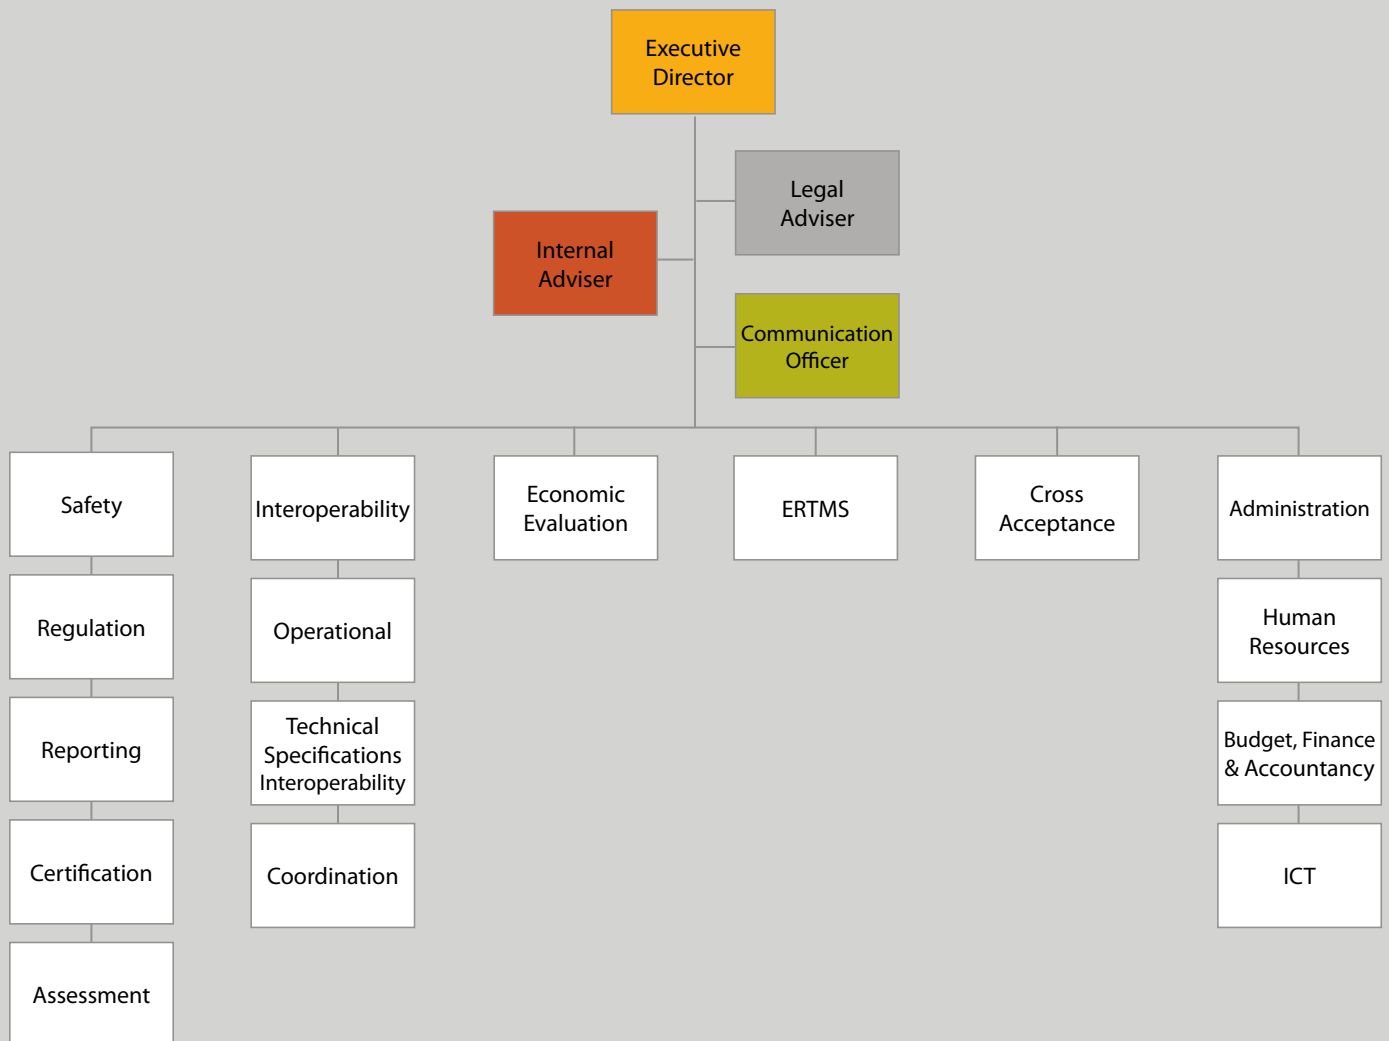 Executive
Director
Legal
Adviser
Internal
Adviser
Communication
Officer
Safety
Interoperability
Economic
Evaluation
ERTMS
Cross
Acceptance
Administration
Regulation
Operational
Human
Resources
Reporting
Technical
Specifications
Interoperability
Budget, Finance
& Accountancy
Certification
Coordination
ICT
Assessment